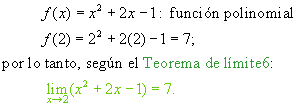 f(x) = x² + 2x − 1: función polinomial
f(2) = 2² + 2(2) − 1 = 7;
por lo tanto, según el Teorema de límite6:
lim (x² + 2x − 1) = 7.
x→2